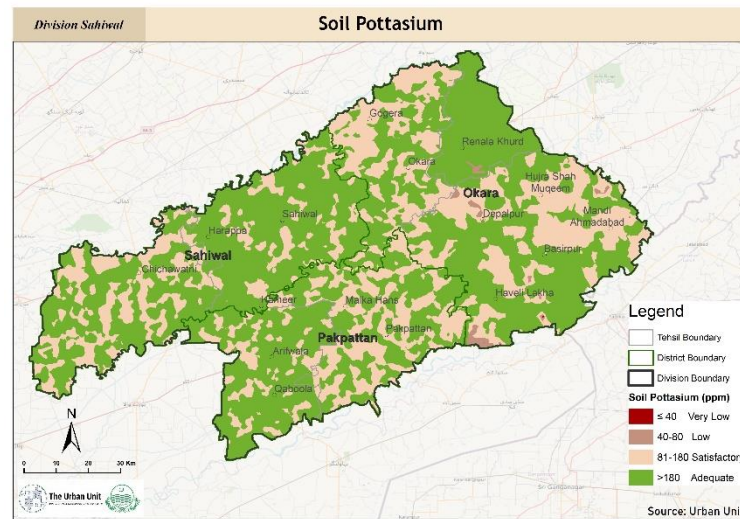 Division Sahiwal
Soil Pottasium
Gogera
Renala Khurd
Okara
Hujra Shah
Muqeem
Okara
Depalpur
Mandi
Ahmadabad
Sahiwal
Harappa
Basirpur
Sahiwal
Chichawatni
Haveli Lakha
Kameer
Malka Hans
Pakpattan
Pakpattan
Arifwala
Qaboola
N
0 10 20 30 Km
The Urban Unit
Legend
Tehsil Boundary
District Boundary
Division Boundary
Soil Pottasium (ppm)
≤ 40 Very Low
40-80 Low
81-180 Satisfactor
>180 Adequate
Source: Urban Uni